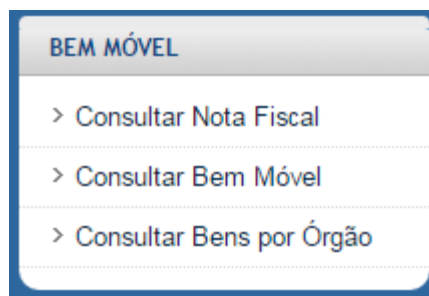 BEM MÓVEL
> Consultar Nota Fiscal
> Consultar Bem Móvel
> Consultar Bens por Órgão